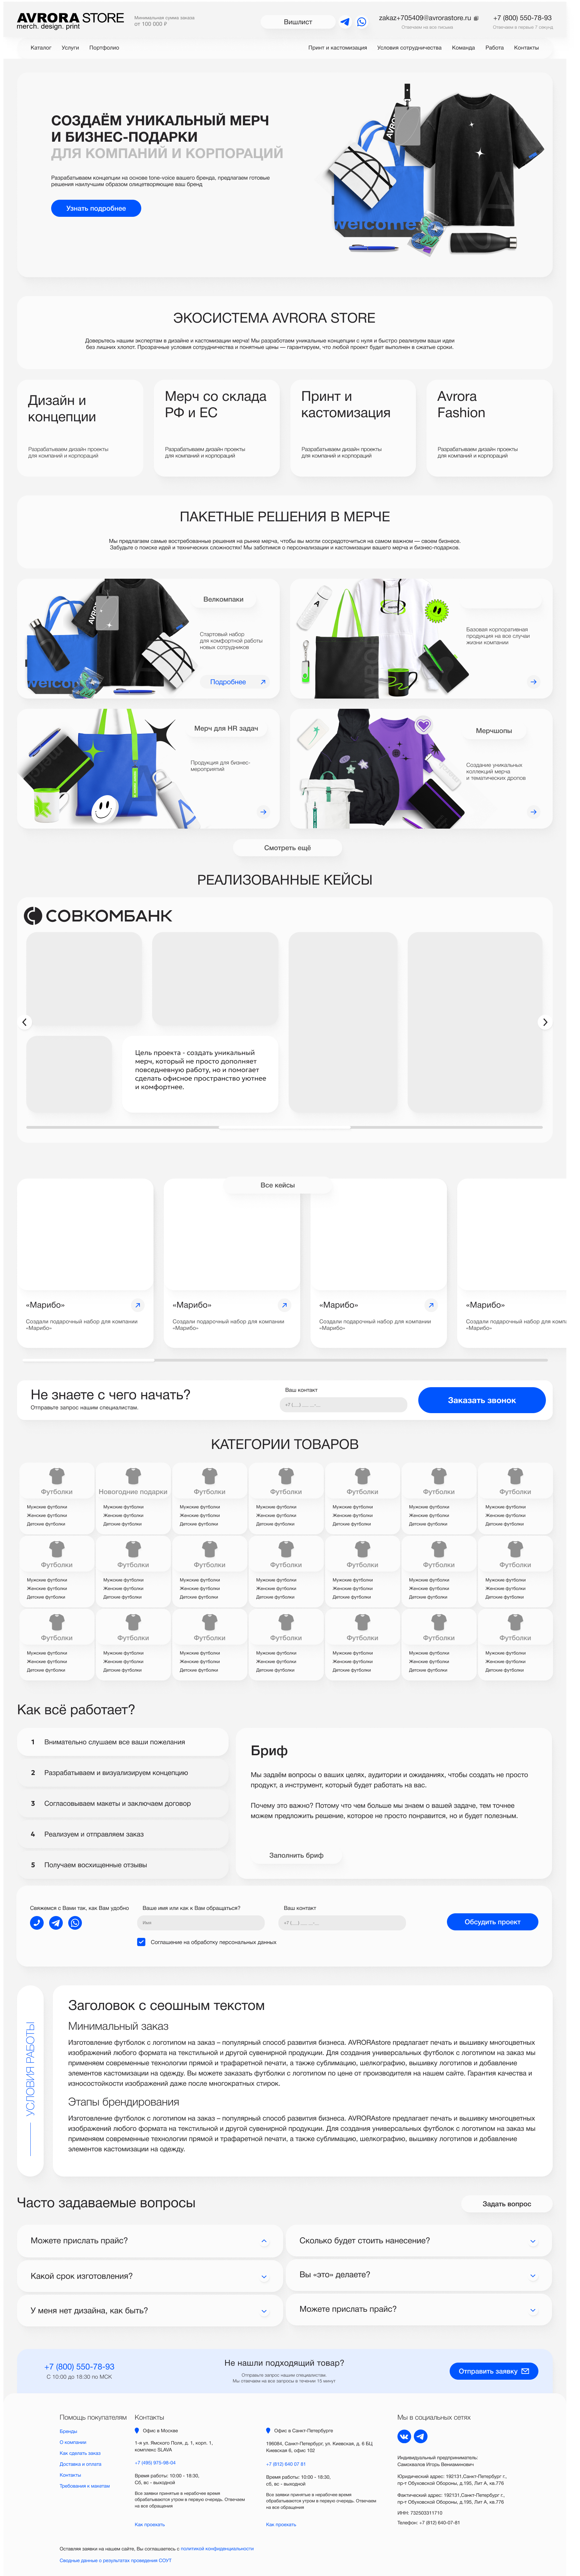 AVRORA STORE
merch. design. print
Минимальная сумма заказа
от 100 000 ₽
Вишлист
zakaz+705409@avrorastore.ru
Отвечаем на все письма
+7 (800) 550-78-93
Ответим в первые 7 секунд
Каталог Услуги Портфолио
Принт и кастомизация Условия сотрудничества Команда Работа Контакты
СОЗДАЁМ УНИКАЛЬНЫЙ МЕРЧ
И БИЗНЕС-ПОДАРКИ
ДЛЯ КОМПАНИЙ И КОРПОРАЦИЙ
Разрабатываем концепции на основе tone-voice вашего бренда, предлагаем готовые
решения наилучшим образом олицетворяющие ваш бренд
Узнать подробнее
welcome
ЭКОСИСТЕМА AVRORA STORE
Доверьтесь нашим экспертам в дизайне и кастомизации мерча! Мы разработаем уникальные концепции с нуля и быстро реализуем ваши идеи
без лишних хлопот. Прозрачные условия сотрудничества и понятные цены — гарантируем, что любой проект будет выполнен в сжатые сроки.
Дизайн и
концепции
Разрабатываем дизайн проекты
для компаний и корпораций
Мерч со склада
РФ и ЕС
Разрабатываем дизайн проекты
для компаний и корпораций
Принт и
кастомизация
Разрабатываем дизайн проекты
для компаний и корпораций
Avrora
Fashion
Разрабатываем дизайн проекты
для компаний и корпораций
ПАКЕТНЫЕ РЕШЕНИЯ В МЕРЧЕ
Мы предлагаем самые востребованные решения на рынке мерча, чтобы вы могли сосредоточиться на самом важном — своем бизнесе.
Забудьте о поиске идей и технических сложностях! Мы заботимся о персонализации и кастомизации вашего мерча и бизнес-подарков.
Велкомпаки
Стартовый набор
для комфортной работы
новых сотрудников
Подробнее
Базовая корпоративная
продукция на все случаи
жизни компании
Мерч для HR задач
Продукция для бизнес-
мероприятий
Мерчшопы
Создание уникальных
коллекций мерча
и тематических дропов
Смотреть ещё
РЕАЛИЗОВАННЫЕ КЕЙСЫ
СОВКОМБАНК
Цель проекта - создать уникальный
мерч, который не просто дополняет
повседневную работу, но и помогает
сделать офисное пространство уютнее
и комфортнее.
Все кейсы
«Марибо»
Создали подарочный набор для компании
«Марибо»
«Марибо»
Создали подарочный набор для компании
«Марибо»
«Марибо»
Создали подарочный набор для компании
«Марибо»
«Марибо»
Создали подарочный набор для комп
«Марибо»
Не знаете с чего начать?
Отправьте запрос нашим специалистам.
Ваш контакт
Заказать звонок
КАТЕГОРИИ ТОВАРОВ
Футболки Новогодние подарки Футболки Футболки Футболки Футболки Футболки
Мужские футболки Мужские футболки Мужские футболки Мужские футболки Мужские футболки Мужские футболки Мужские футболки
Женские футболки Женские футболки Женские футболки Женские футболки Женские футболки Женские футболки Женские футболки
Детские футболки Детские футболки Детские футболки Детские футболки Детские футболки Детские футболки Детские футболки
Футболки Футболки Футболки Футболки Футболки Футболки Футболки
Мужские футболки Мужские футболки Мужские футболки Мужские футболки Мужские футболки Мужские футболки Мужские футболки
Женские футболки Женские футболки Женские футболки Женские футболки Женские футболки Женские футболки Женские футболки
Детские футболки Детские футболки Детские футболки Детские футболки Детские футболки Детские футболки Детские футболки
Футболки Футболки Футболки Футболки Футболки Футболки Футболки
Мужские футболки Мужские футболки Мужские футболки Мужские футболки Мужские футболки Мужские футболки Мужские футболки
Женские футболки Женские футболки Женские футболки Женские футболки Женские футболки Женские футболки Женские футболки
Детские футболки Детские футболки Детские футболки Детские футболки Детские футболки Детские футболки Детские футболки
Как всё работает?
1 Внимательно слушаем все ваши пожелания
2 Разрабатываем и визуализируем концепцию
3 Согласовываем макеты и заключаем договор
4 Реализуем и отправляем заказ
5 Получаем восхищенные отзывы
Бриф
Мы задаём вопросы о ваших целях, аудитории и ожиданиях, чтобы создать не просто
продукт, а инструмент, который будет работать на вас.
Почему это важно? Потому что чем больше мы знаем о вашей задаче, тем точнее
можем предложить решение, которое не просто понравится, но и будет полезным.
Заполнить бриф
Свяжемся с Вами так, как Вам удобно
Ваше имя или как к Вам обращаться?
Имя
Ваш контакт
Обсудить проект
Соглашение на обработку персональных данных
УСЛОВИЯ РАБОТЫ
Заголовок с сеошным текстом
Минимальный заказ
Изготовление футболок с логотипом на заказ – популярный способ развития бизнеса. AVRORAstore предлагает печать и вышивку многоцветных
изображений любого формата на текстильной и другой сувенирной продукции. Для создания универсальных футболок с логотипом на заказ мы
применяем современные технологии прямой и трафаретной печати, а также сублимацию, шелкографию, вышивку логотипов и добавление
элементов кастомизации на одежду. Вы можете заказать футболки с логотипом по цене от производителя на нашем сайте. Гарантия качества и
износостойкости изображений даже после многократных стирок.
Этапы брендирования
Изготовление футболок с логотипом на заказ – популярный способ развития бизнеса. AVRORAstore предлагает печать и вышивку многоцветных
изображений любого формата на текстильной и другой сувенирной продукции. Для создания универсальных футболок с логотипом на заказ мы
применяем современные технологии прямой и трафаретной печати, а также сублимацию, шелкографию, вышивку логотипов и добавление
элементов кастомизации на одежду.
Часто задаваемые вопросы
Задать вопрос
Можете прислать прайс?
Сколько будет стоить нанесение?
Какой срок изготовления?
Вы «это» делаете?
У меня нет дизайна, как быть?
Можете прислать прайс?
+7 (800) 550-78-93
С 10:00 до 18:30 по МСК
Не нашли подходящий товар?
Отправьте запрос нашим специалистам.
Мы отвечаем на все запросы в течение 15 минут
Отправить заявку
Помощь покупателям
Бренды
О компании
Как сделать заказ
Доставка и оплата
Контакты
Требования к макетам
Контакты
Офис в Москве
1-я ул. Ямского Поля, д. 1, корп. 1,
комплекс SLAVA
+7 (495) 975-98-04
Время работы: 10:00 - 18:30,
Сб, вс - выходной
Все заявки принятые в нерабочее время
обрабатываются утром в первую очередь. Отвечаем
на все обращения
Как проехать
Офис в Санкт-Петербурге
196084, Санкт-Петербург, ул. Киевская, д. 6 БЦ
Киевская 6, офис 102
+7 (812) 640 07 81
Время работы: 10:00 - 18:30,
сб, вс - выходной
Все заявки принятые в нерабочее время
обрабатываются утром в первую очередь. Отвечаем
на все обращения
Как проехать
Мы в социальных сетях
Индивидуальный предприниматель:
Самохвалов Игорь Вениаминович
Юридический адрес: 192131,Санкт-Петербург г.,
пр-т Обуховской Обороны, д.195, Лит А, кв.776
Фактический адрес: 192131,Санкт-Петербург г.,
пр-т Обуховской Обороны, д.195, Лит А, кв.776
ИНН: 732503311710
Телефон: +7 (812) 640-07-81
Оставляя заявки на нашем сайте, Вы соглашаетесь с политикой конфиденциальности
Сводные данные о результатах проведения СОУТ